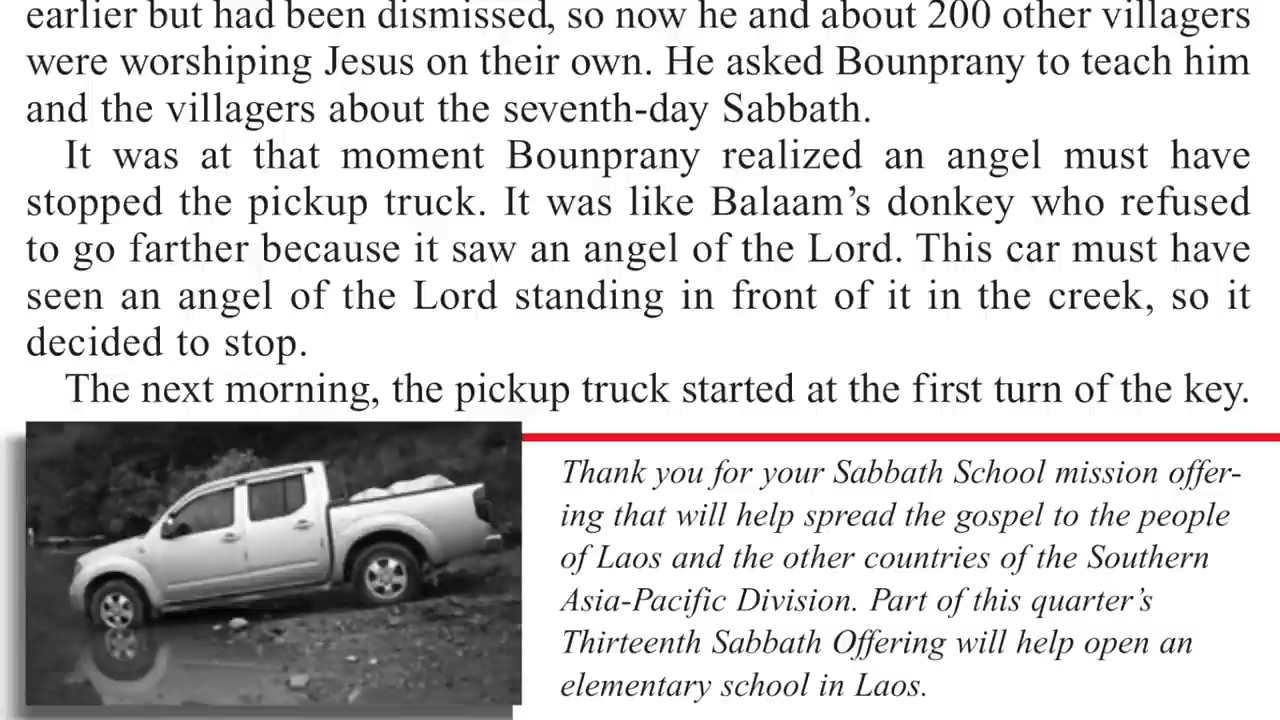 earlier but had been dismissed, so now he and about 200 other villagers
were worshiping Jesus on their own. He asked Bounprany to teach him
and the villagers about the seventh-day Sabbath.
It was at that moment Bounprany realized an angel must have
stopped the pickup truck. It was like Balaam’s donkey who refused
to go farther because it saw an angel of the Lord. This car must have
seen an angel of the Lord standing in front of it in the creek, so it
decided to stop.
The next morning, the pickup truck started at the first turn of the key.
Thank you for your Sabbath School mission offer-
ing that will help spread the gospel to the people
of Laos and the other countries of the Southern
Asia-Pacific Division. Part of this quarter’s
Thirteenth Sabbath Offering will help open an
elementary school in Laos.